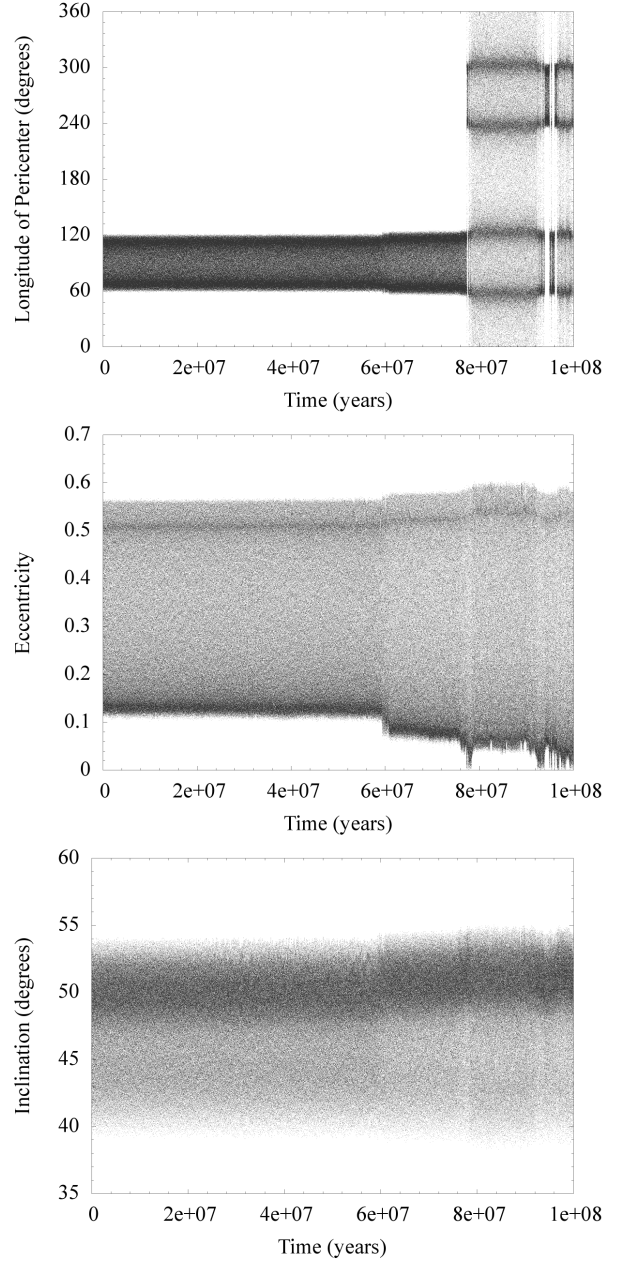 360
300
240
180
120
60
0
Longitude of Pericenter (degrees)
0 2e+07 4e+07 6e+07 8e+07 1e+08
Time (years)
0.7
0.6
0.5
0.4
0.3
0.2
0.1
0
Eccentricity
0 2e+07 4e+07 6e+07 8e+07 1e+08
Time (years)
60
55
50
45
40
35
Inclination (degrees)
0 2e+07 4e+07 6e+07 8e+07 1e+08
Time (years)